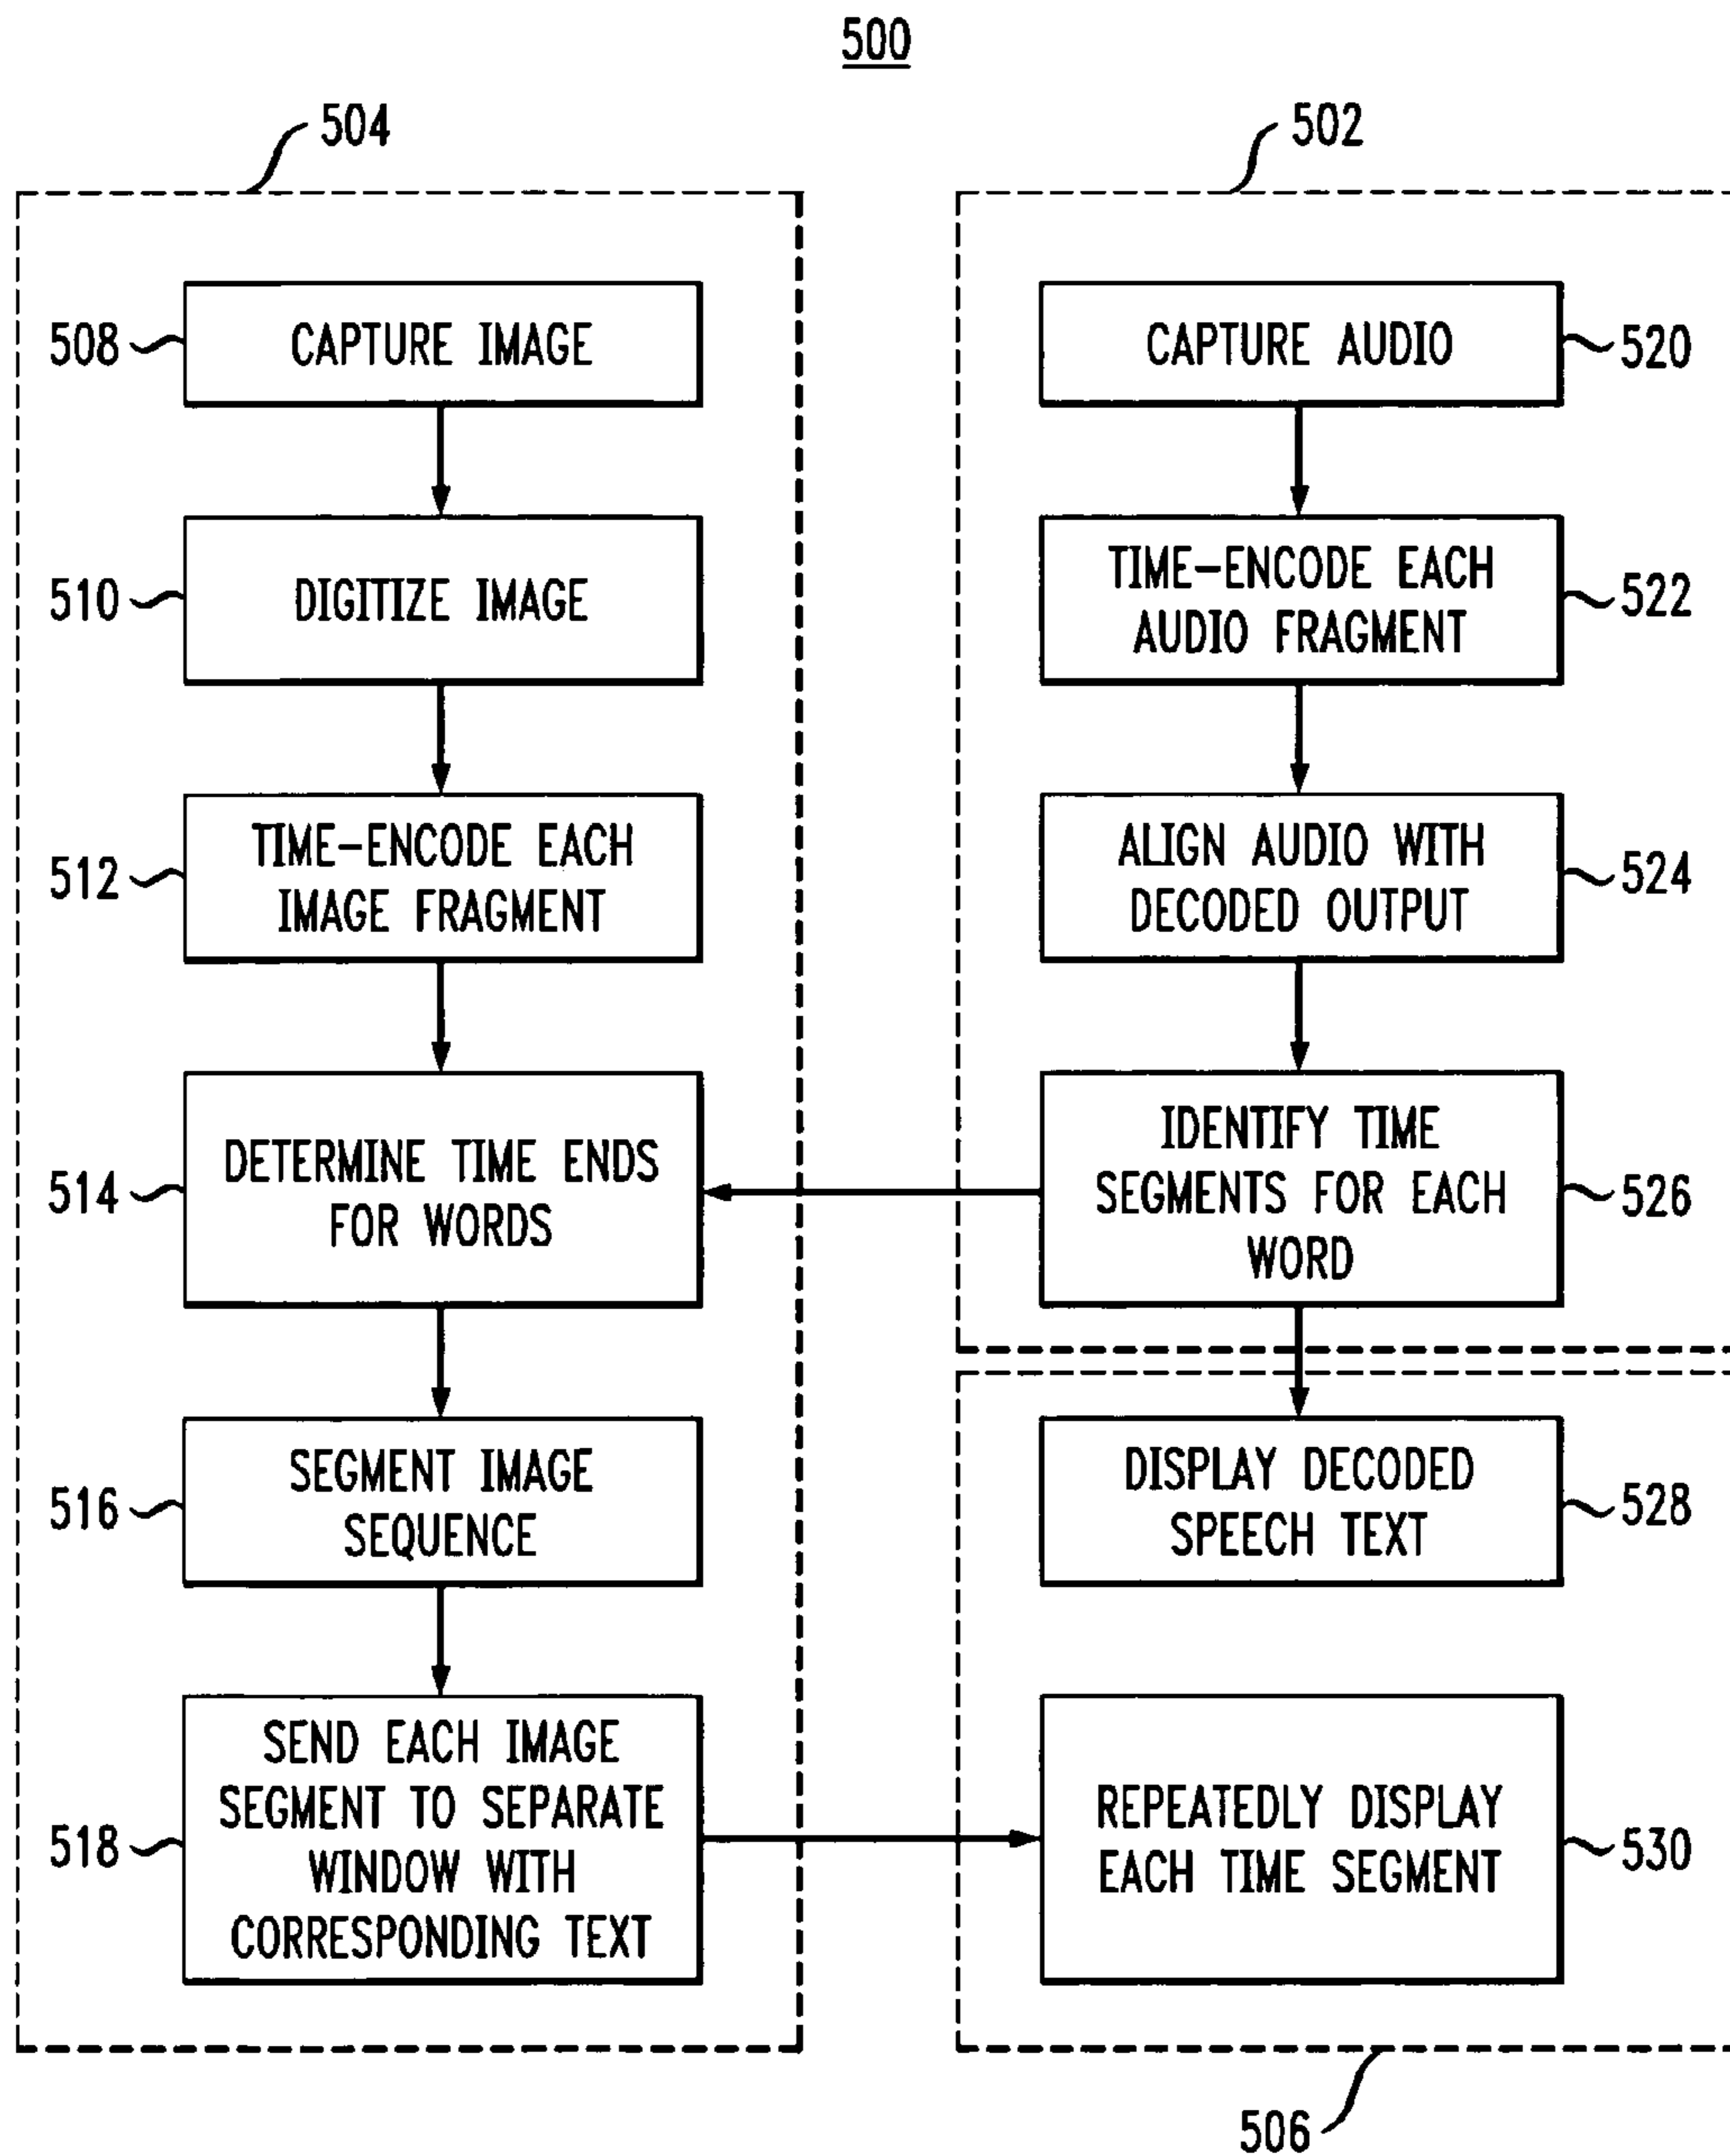 500
504
508
CAPTURE IMAGE
510
DIGITIZE IMAGE
512
TIME-ENCODE EACH
IMAGE FRAGMENT
514
DETERMINE TIME ENDS
FOR WORDS
516
SEGMENT IMAGE
SEQUENCE
518
SEND EACH IMAGE
SEGMENT TO SEPARATE
WINDOW WITH
CORRESPONDING TEXT
502
CAPTURE AUDIO
520
TIME-ENCODE EACH
AUDIO FRAGMENT
522
ALIGN AUDIO WITH
DECODED OUTPUT
524
IDENTIFY TIME
SEGMENTS FOR EACH
WORD
526
DISPLAY DECODED
SPEECH TEXT
528
REPEATEDLY DISPLAY
EACH TIME SEGMENT
530
506